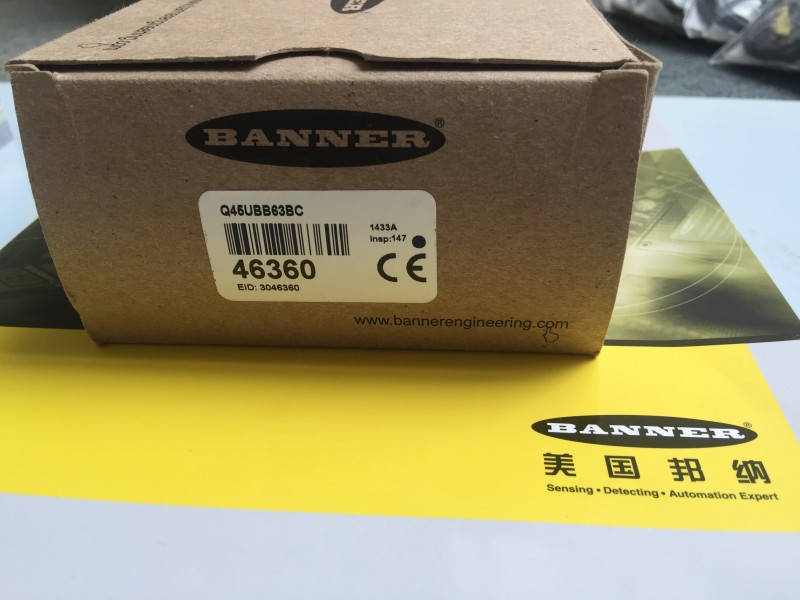 BANNER®
Q45UBB63BC
1433A
Insp:147
46360
EID: 3046360
CE
www.bannerengineering.com
BANNER®
美国邦纳
Sensing • Detecting • Automation Expert